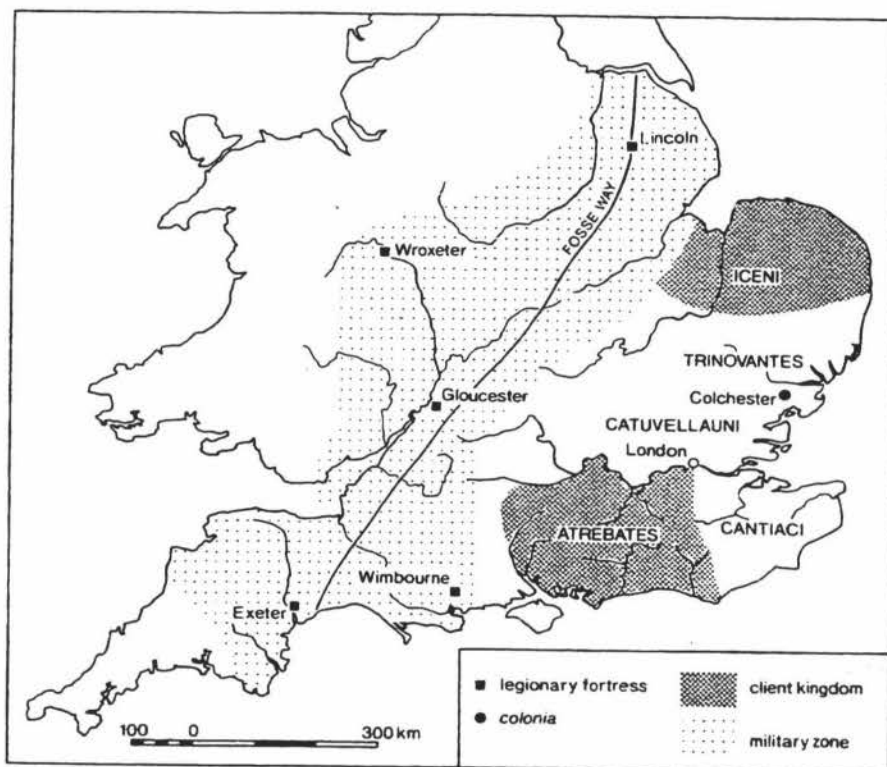 Lincoln
FOSSE WAY
Wroxeter
ICENI
TRINOVANTES
Gloucester
Colchester
CATUVELLAUNI
London
ATREBATES
CANTIACI
Wimbourne
Exeter
legionary fortress
client kingdom
colonia
military zone
100 0 300 km